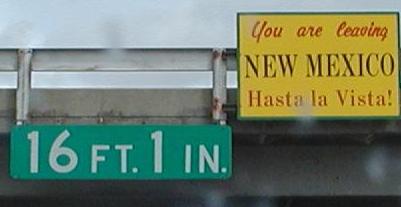 You are leaving
NEW MEXICO
Hasta la Vista!
16 FT. 1 IN.